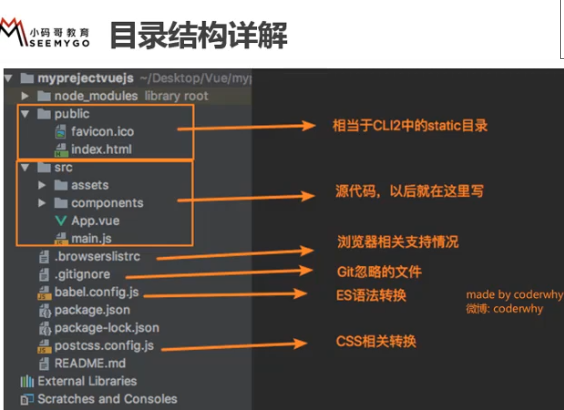 小码哥教育
SEEMYGO
目录结构详解
myprejectvuejs ~/Desktop/Vue/myp
node_modules library root
public
favicon.ico
相当于CLI2中的static目录
index.html
src
assets
源代码，以后就在这里写
components
App.vue
main.js
浏览器相关支持情况
.browserslistrc
.gitignore
Git忽略的文件
babel.config.js
ES语法转换
made by coderwhy
微博: coderwhy
package.json
package-lock.json
postcss.config.js
CSS相关转换
README.md
External Libraries
Scratches and Consoles